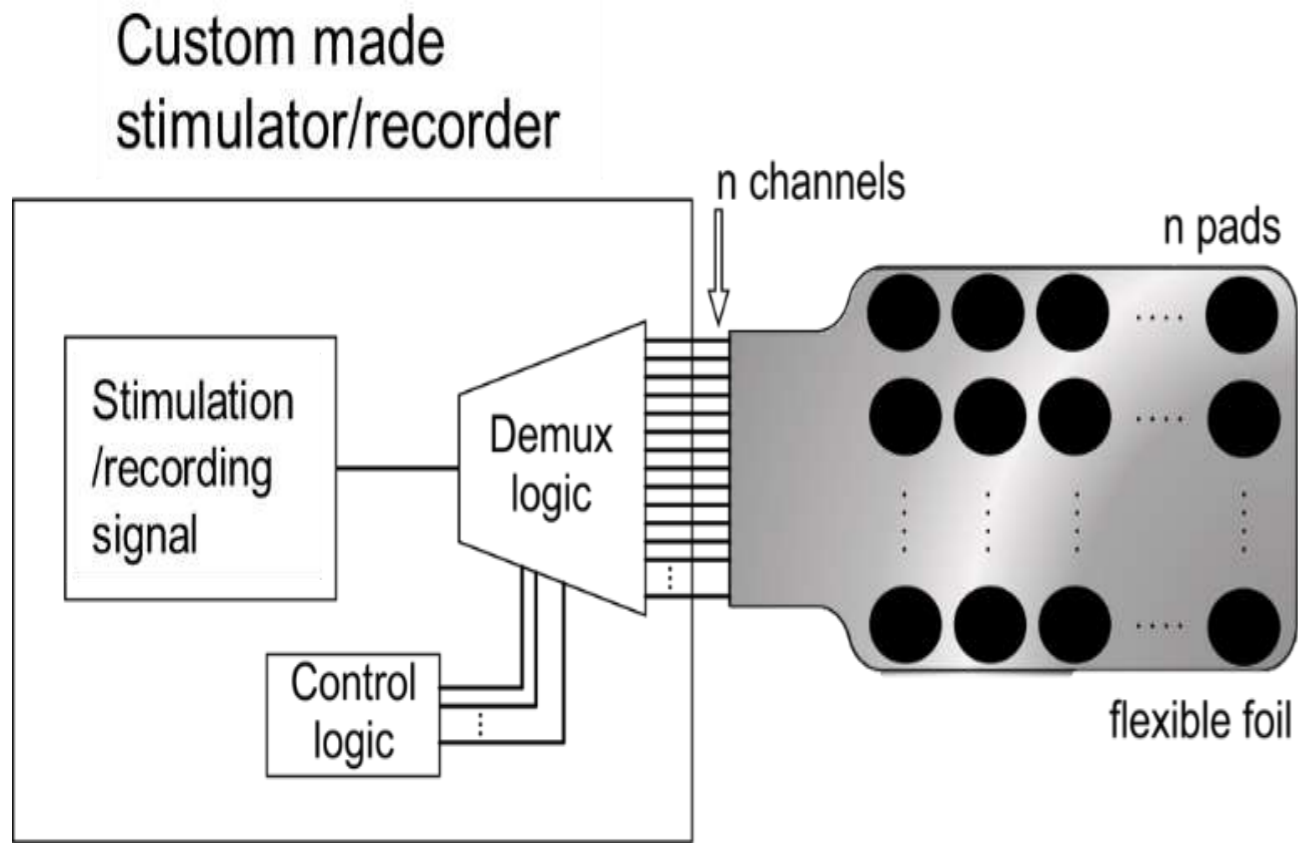 Custom made
stimulator/recorder
n channels
n pads
Stimulation
/recording
signal
Demux
logic
Control
logic
flexible foil